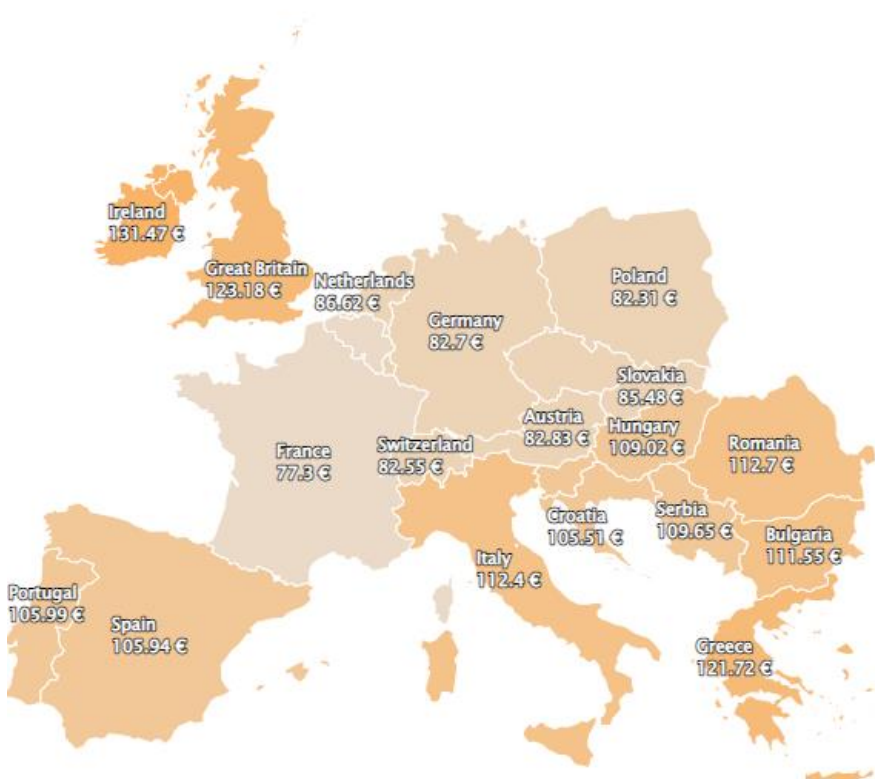 Ireland
131.47 €
Great Britain
123.18 €
Netherlands
86.62 €
Poland
82.31 €
Germany
82.7 €
Slovakia
85.48 €
Austria
82.83 €
Hungary
109.02 €
Romania
112.7 €
France
77.3 €
Switzerland
82.55 €
Croatia
105.51 €
Serbia
109.65 €
Bulgaria
111.55 €
Italy
112.4 €
Portugal
105.99 €
Spain
105.94 €
Greece
121.72 €